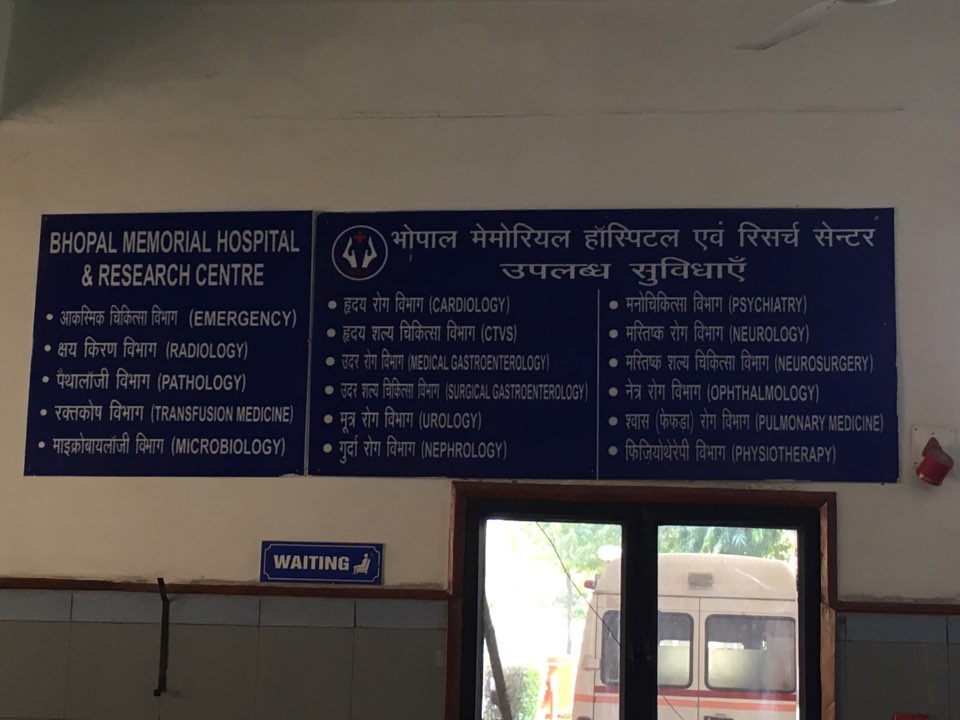 BHOPAL MEMORIAL HOSPITAL
& RESEARCH CENTRE
• आकस्मिक चिकित्सा विभाग (EMERGENCY)
• क्षय किरण विभाग (RADIOLOGY)
• पैथालॉजी विभाग (PATHOLOGY)
• रक्तकोष विभाग (TRANSFUSION MEDICINE)
• माइक्रोबायलॉजी विभाग (MICROBIOLOGY)
भोपाल मेमोरियल हॉस्पिटल एवं रिसर्च सेन्टर
उपलब्ध सुविधाएँ
• हृदय रोग विभाग (CARDIOLOGY)
• हृदय शल्य चिकित्सा विभाग (CTVS)
• उदर रोग विभाग (MEDICAL GASTROENTEROLOGY)
• उदर शल्य चिकित्सा विभाग (SURGICAL GASTROENTEROLOGY)
• मूत्र रोग विभाग (UROLOGY)
• गुर्दा रोग विभाग (NEPHROLOGY)
• मनोचिकित्सा विभाग (PSYCHIATRY)
• मस्तिष्क रोग विभाग (NEUROLOGY)
• मस्तिष्क शल्य चिकित्सा विभाग (NEUROSURGERY)
• नेत्र रोग विभाग (OPHTHALMOLOGY)
• श्वास (फेफड़ा) रोग विभाग (PULMONARY MEDICINE)
• फिजियोथेरेपी विभाग (PHYSIOTHERAPY)
WAITING